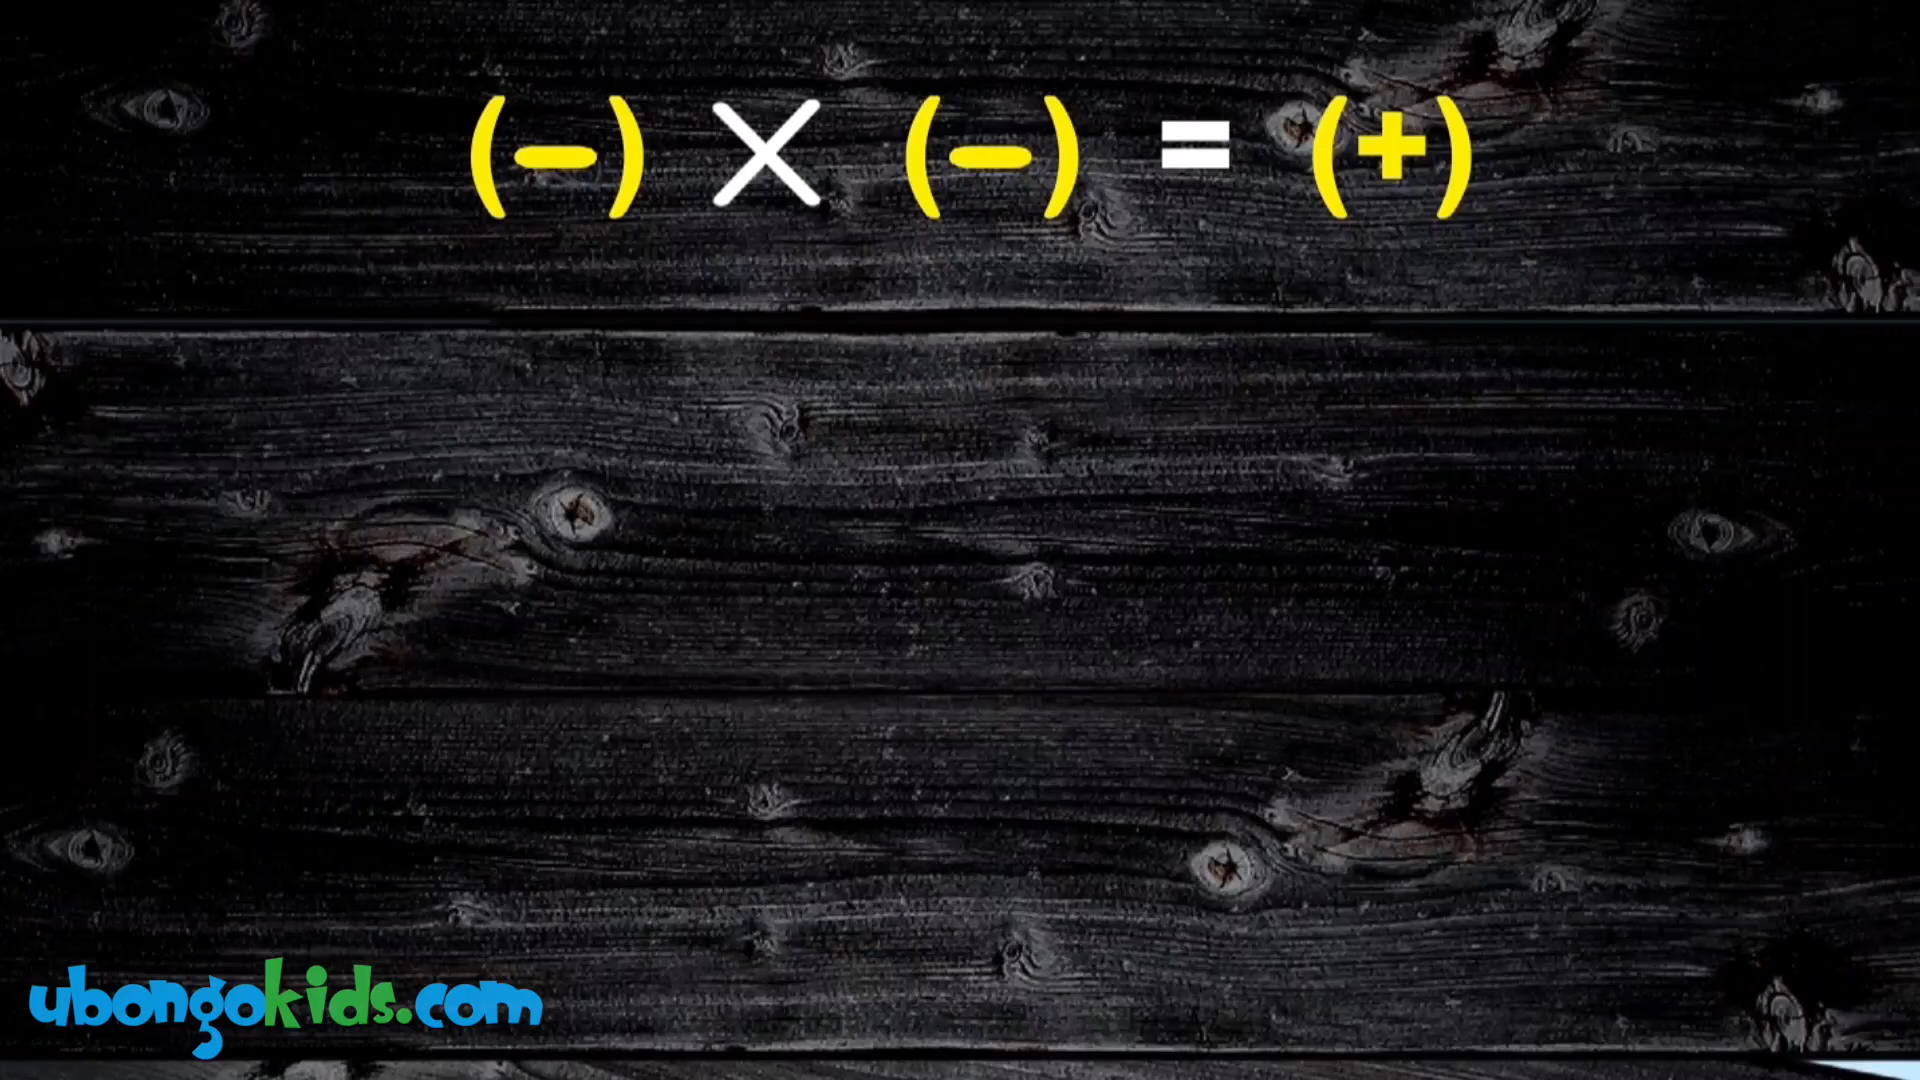 (-) × (-) = (+)
ubongokids.com